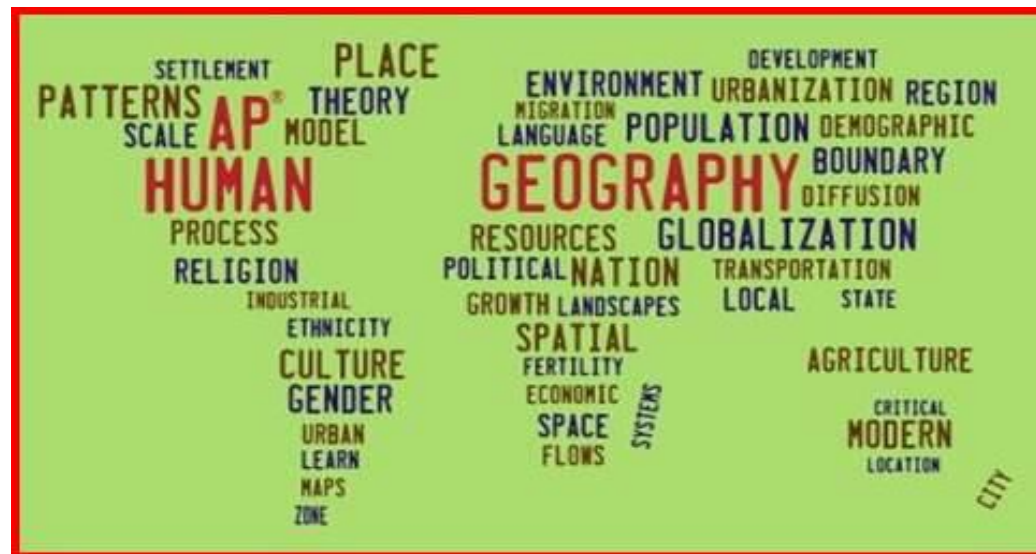 SETTLEMENT
PLACE
PATTERNS
AP®
THEORY
SCALE
MODEL
HUMAN
PROCESS
RELIGION
INDUSTRIAL
ETHNICITY
CULTURE
GENDER
URBAN
LEARN
MAPS
ZONE
DEVELOPMENT
ENVIRONMENT
URBANIZATION
REGION
MIGRATION
LANGUAGE
POPULATION
DEMOGRAPHIC
BOUNDARY
GEOGRAPHY
DIFFUSION
RESOURCES
GLOBALIZATION
POLITICAL
NATION
TRANSPORTATION
GROWTH
LANDSCAPES
LOCAL
STATE
SPATIAL
FERTILITY
AGRICULTURE
ECONOMIC
SYSTEMS
SPACE
FLOWS
CRITICAL
MODERN
LOCATION
CITY